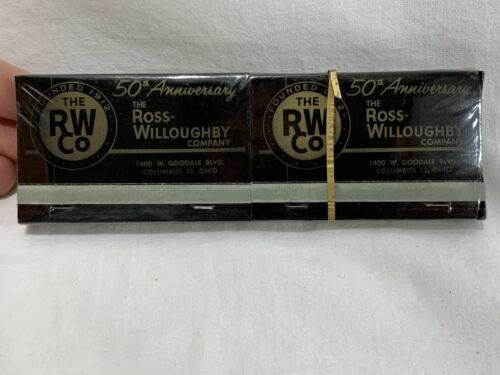 FOUNDED 1912
THE
RW
Co
50th Anniversary
THE
ROSS-
WILLOUGHBY
COMPANY
1400 W. GOODALE BLVD.
COLUMBUS 12, OHIO
FOUNDED 1912
THE
RW
Co
50th Anniversary
THE
ROSS-
WILLOUGHBY
COMPANY
1400 W. GOODALE BLVD.
COLUMBUS 12, OHIO